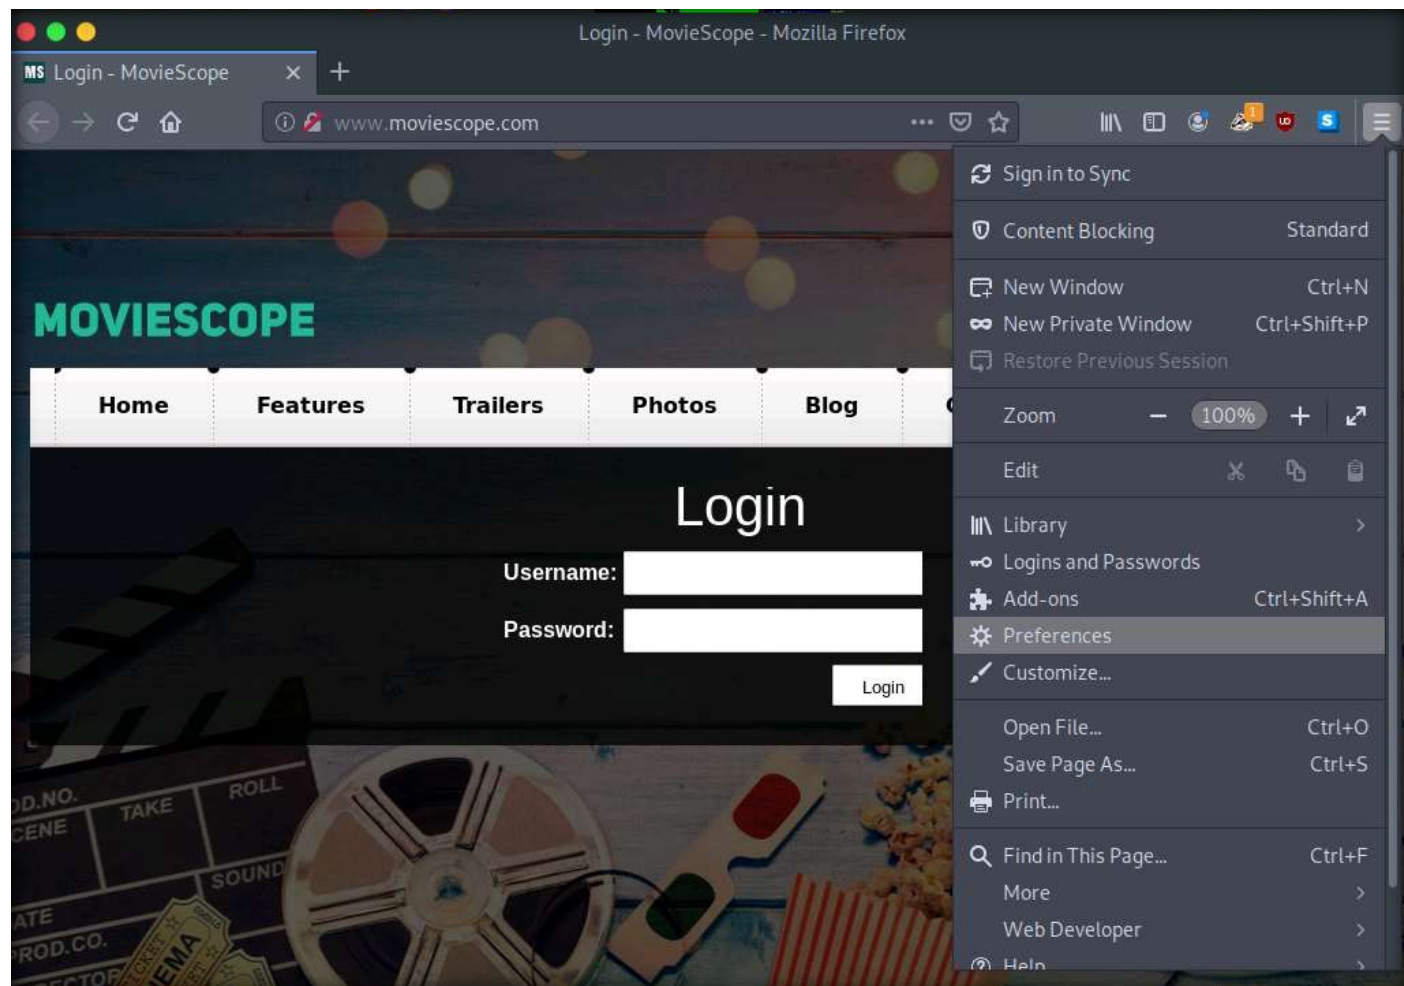 Login - MovieScope - Mozilla Firefox
MS Login - MovieScope
www.moviescope.com
1
S
Sign in to Sync
Content Blocking Standard
New Window Ctrl+N
New Private Window Ctrl+Shift+P
Restore Previous Session
MOVIESCOPE
Home Features Trailers Photos Blog
Zoom 100%
Edit
Login
Library
Username:
Logins and Passwords
Add-ons Ctrl+Shift+A
Password:
Preferences
Customize...
Login
Open File... Ctrl+O
Save Page As... Ctrl+S
Print...
Find in This Page... Ctrl+F
More
Web Developer
Help
TAKE
ROLL
SOUND
PROD.CO.
TICKET